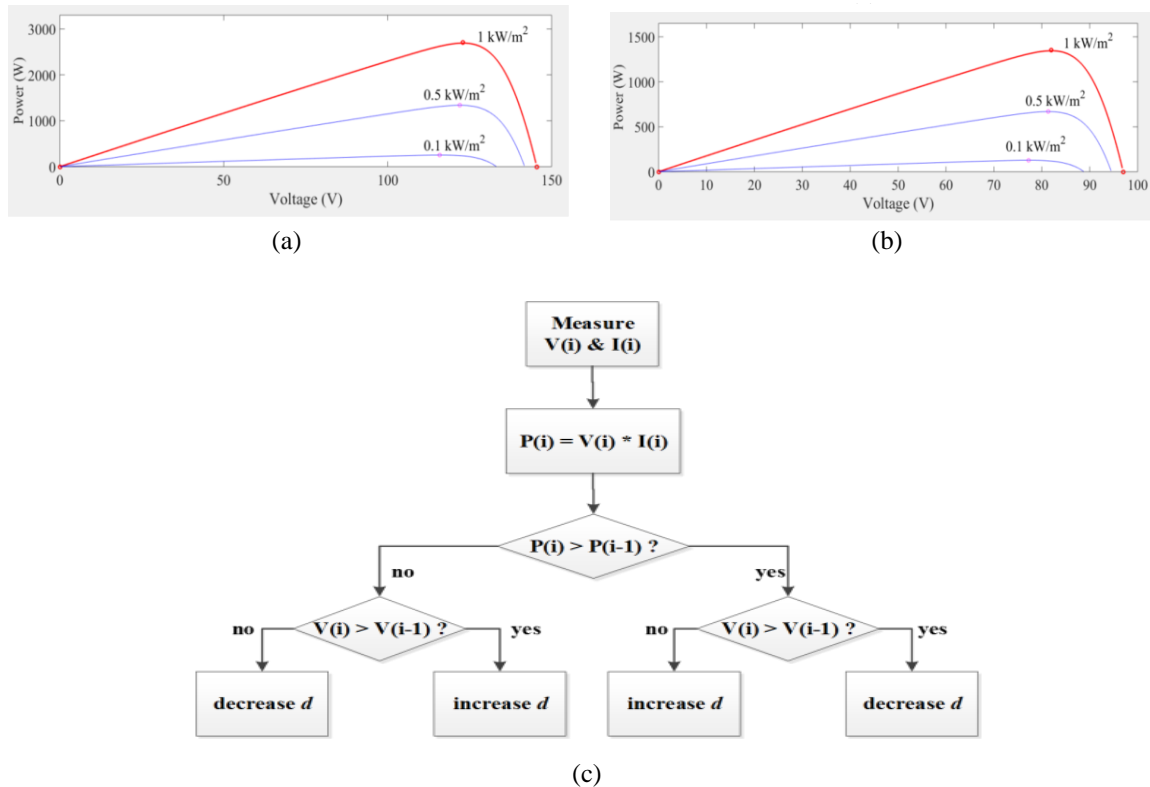 3000
2000
1000
0
Power (W)
1 kW/m²
0.5 kW/m²
0.1 kW/m²
0 50 100 150
Voltage (V)
(a)
1500
1000
500
0
Power (W)
1 kW/m²
0.5 kW/m²
0.1 kW/m²
0 10 20 30 40 50 60 70 80 90 100
Voltage (V)
(b)
Measure
V(i) & I(i)
P(i) = V(i) * I(i)
P(i) > P(i-1) ?
no yes
no V(i) > V(i-1) ? yes no V(i) > V(i-1) ? yes
decrease d increase d increase d decrease d
(c)